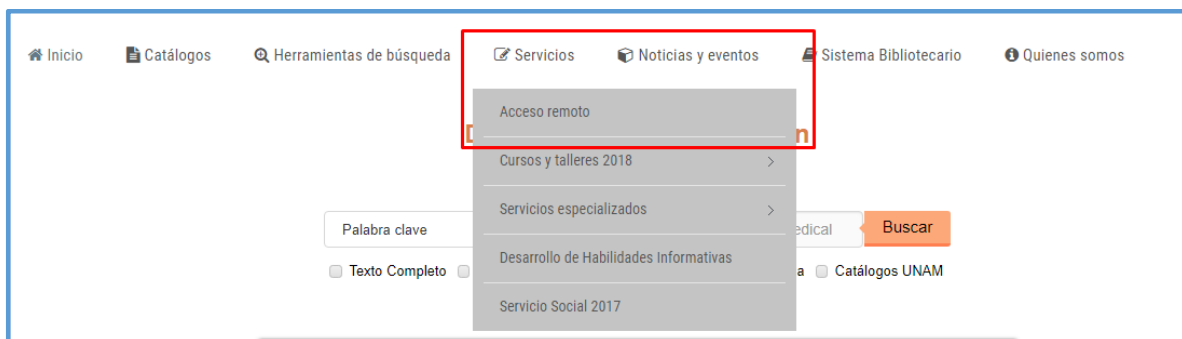 Inicio Catálogos Herramientas de búsqueda Servicios Noticias y eventos Sistema Bibliotecario Quienes somos
Acceso remoto
Cursos y talleres 2018
Servicios especializados
Palabra clave Buscar
Desarrollo de Habilidades Informativas
Texto Completo Catálogos UNAM
Servicio Social 2017